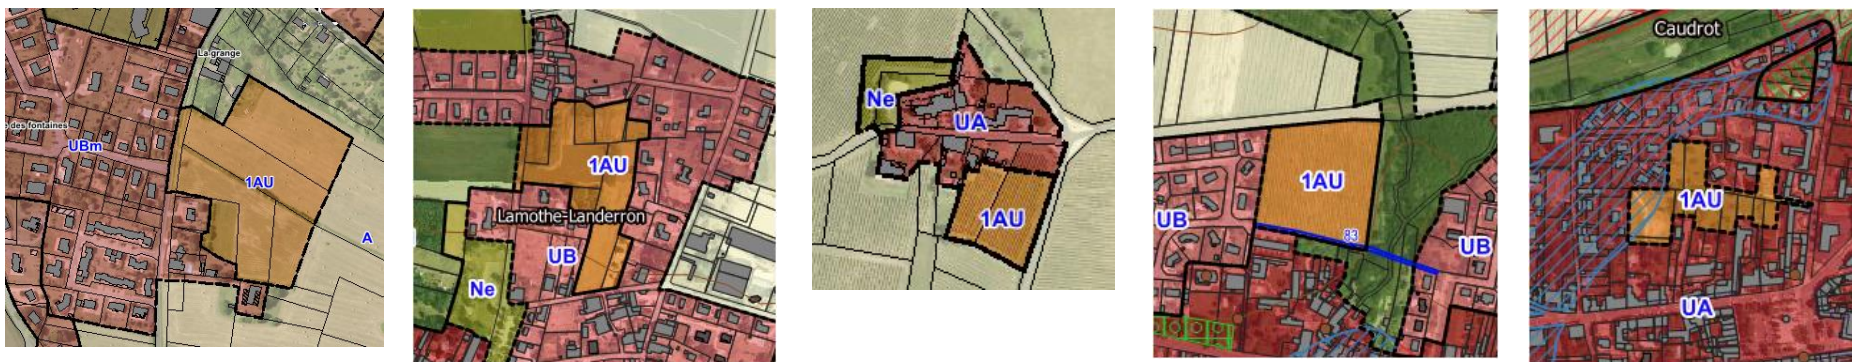 La grange
e des fontaines
UBm
1AU
A
1AU
Lamothe-Landerron
UB
Ne
Ne
UA
1AU
1AU
UB
83
UB
Caudrot
1AU
UA